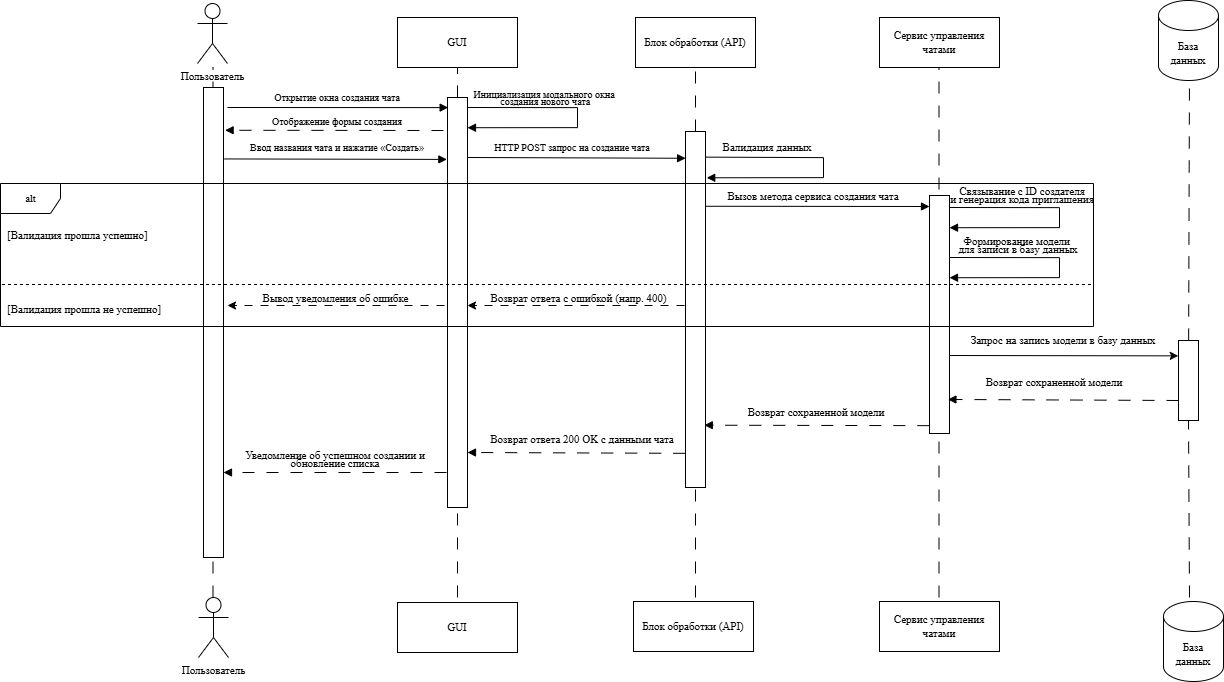 GUI
Блок обработки (API)
Сервис управления
чатами
База
данных
Пользователь
Открытие окна создания чата
Инициализация модального окна
создания нового чата
Отображение формы создания
Ввод названия чата и нажатие «Создать»
HTTP POST запрос на создание чата
Валидация данных
alt
Вызов метода сервиса создания чата
Связывание с ID создателя
и генерация кода приглашения
[Валидация прошла успешно]
Формирование модели
для записи в базу данных
Вывод уведомления об ошибке
Возврат ответа с ошибкой (напр. 400)
[Валидация прошла не успешно]
Запрос на запись модели в базу данных
Возврат сохраненной модели
Возврат сохраненной модели
Возврат ответа 200 OK с данными чата
Уведомление об успешном создании и
обновление списка
GUI
Блок обработки (API)
Сервис управления
чатами
База
данных
Пользователь